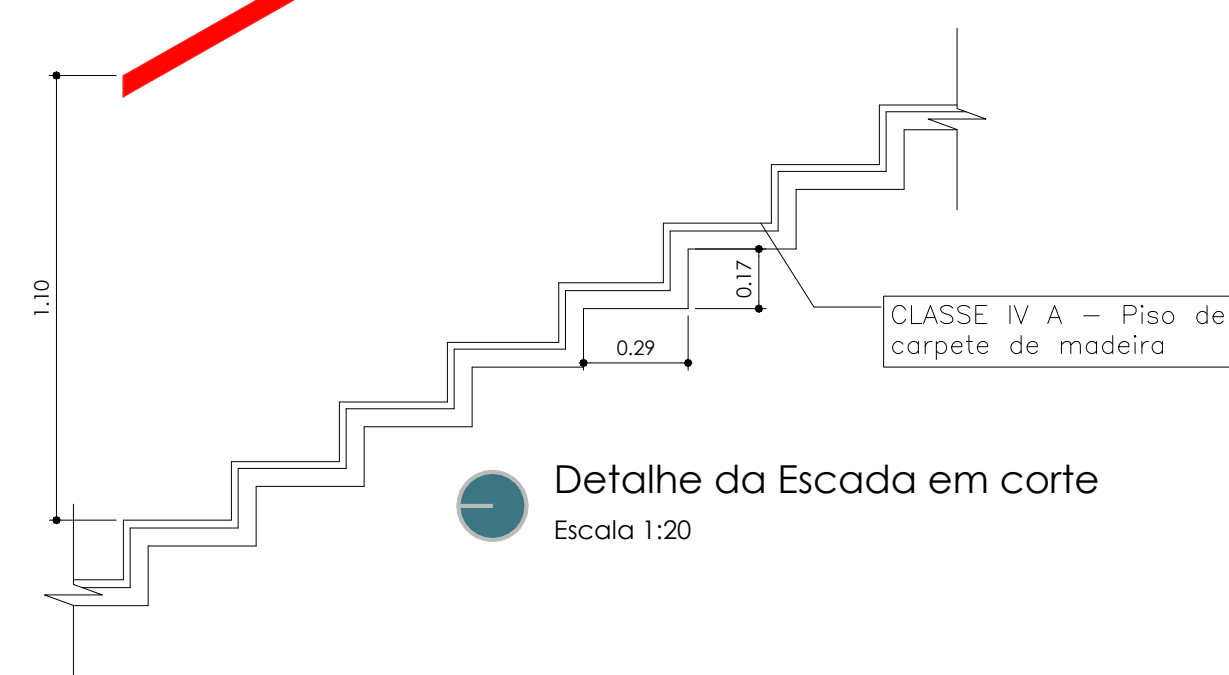 1.10
0.17
0.29
CLASSE IV A – Piso de
carpete de madeira
Detalhe da Escada em corte
Escala 1:20